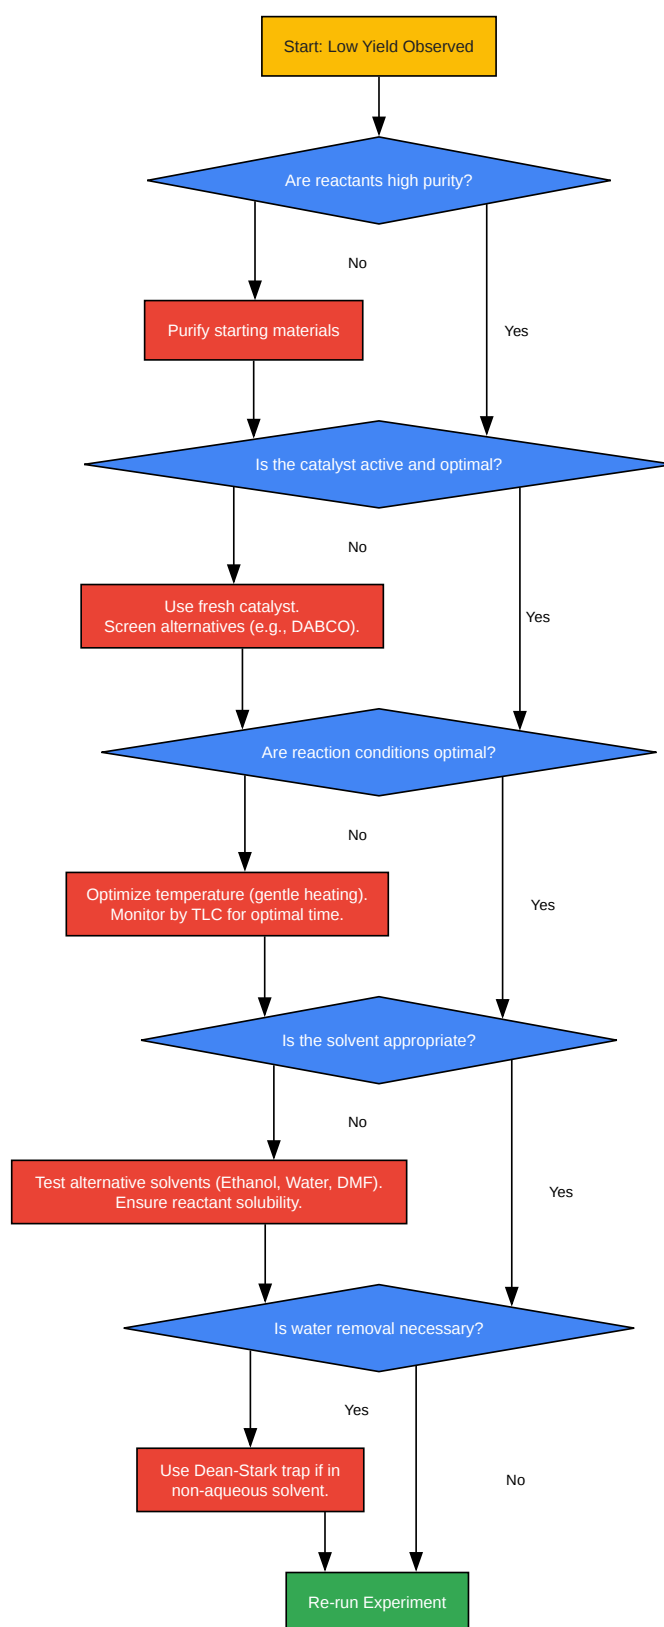 Start: Low Yield Observed
Are reactants high purity?
No
Purify starting materials
Yes
Is the catalyst active and optimal?
No
Use fresh catalyst.
Screen alternatives (e.g., DABCO).
Yes
Are reaction conditions optimal?
No
Optimize temperature (gentle heating).
Monitor by TLC for optimal time.
Yes
Is the solvent appropriate?
No
Test alternative solvents (Ethanol, Water, DMF).
Ensure reactant solubility.
Yes
Is water removal necessary?
Yes
Use Dean-Stark trap if in
non-aqueous solvent.
No
Re-run Experiment